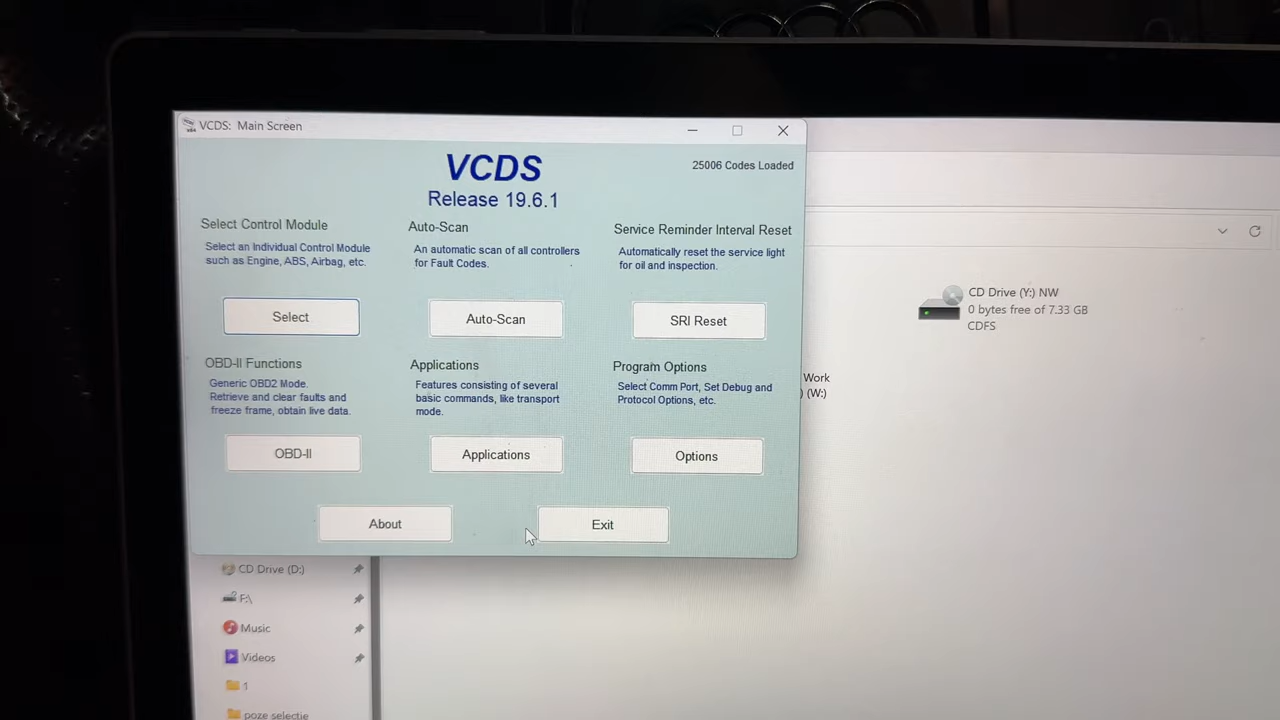 VCDS: Main Screen
VCDS
Release 19.6.1
25006 Codes Loaded
Select Control Module
Select an Individual Control Module
such as Engine, ABS, Airbag, etc.
Select
Auto-Scan
An automatic scan of all controllers
for Fault Codes.
Auto-Scan
Service Reminder Interval Reset
Automatically reset the service light
for oil and inspection.
SRI Reset
OBD-II Functions
Generic OBD2 Mode.
Retrieve and clear faults and
freeze frame, obtain live data.
OBD-II
Applications
Features consisting of several
basic commands, like transport
mode.
Applications
Program Options
Select Comm Port, Set Debug and
Protocol Options, etc.
Options
About
Exit
CD Drive (Y:) NW
0 bytes free of 7.33 GB
CDFS
Work
) (W:)
CD Drive (D:)
F:\
Music
Videos
1
poze selectie